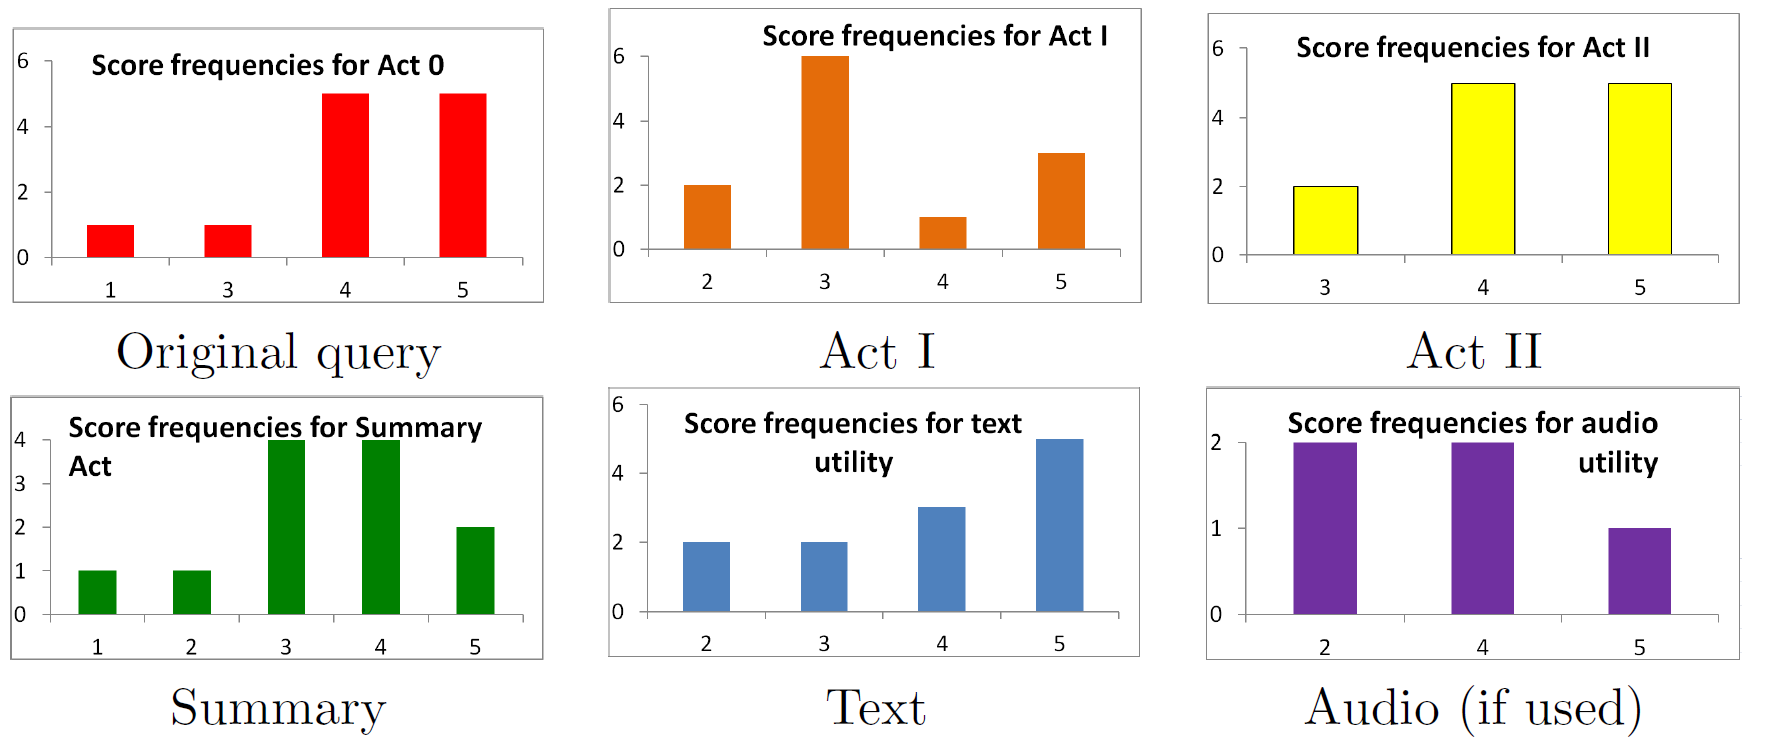 Score frequencies for Act 0
6
4
2
0
1 3 4 5
Original query
Score frequencies for Act I
6
4
2
0
2 3 4 5
Act I
Score frequencies for Act II
6
4
2
0
3 4 5
Act II
Score frequencies for Summary
Act
4
3
2
1
0
1 2 3 4 5
Summary
Score frequencies for text
utility
6
4
2
0
2 3 4 5
Text
Score frequencies for audio
utility
2
1
0
2 4 5
Audio (if used)